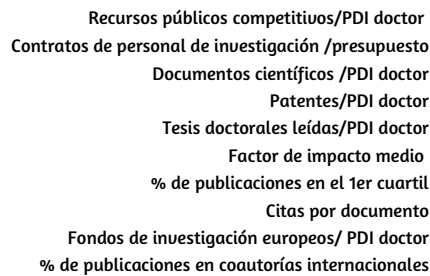 Recursos públicos competitivos/PDI doctor
Contratos de personal de investigación /presupuesto
Documentos científicos /PDI doctor
Patentes/PDI doctor
Tesis doctorales leídas/PDI doctor
Factor de impacto medio
% de publicaciones en el 1er cuartil
Citas por documento
Fondos de investigación europeos/ PDI doctor
% de publicaciones en coautorías internacionales